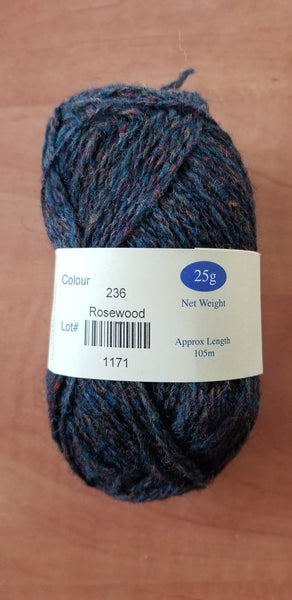 Colour
236
Rosewood
Lot#
1171
25g
Net Weight
Approx Length
105m